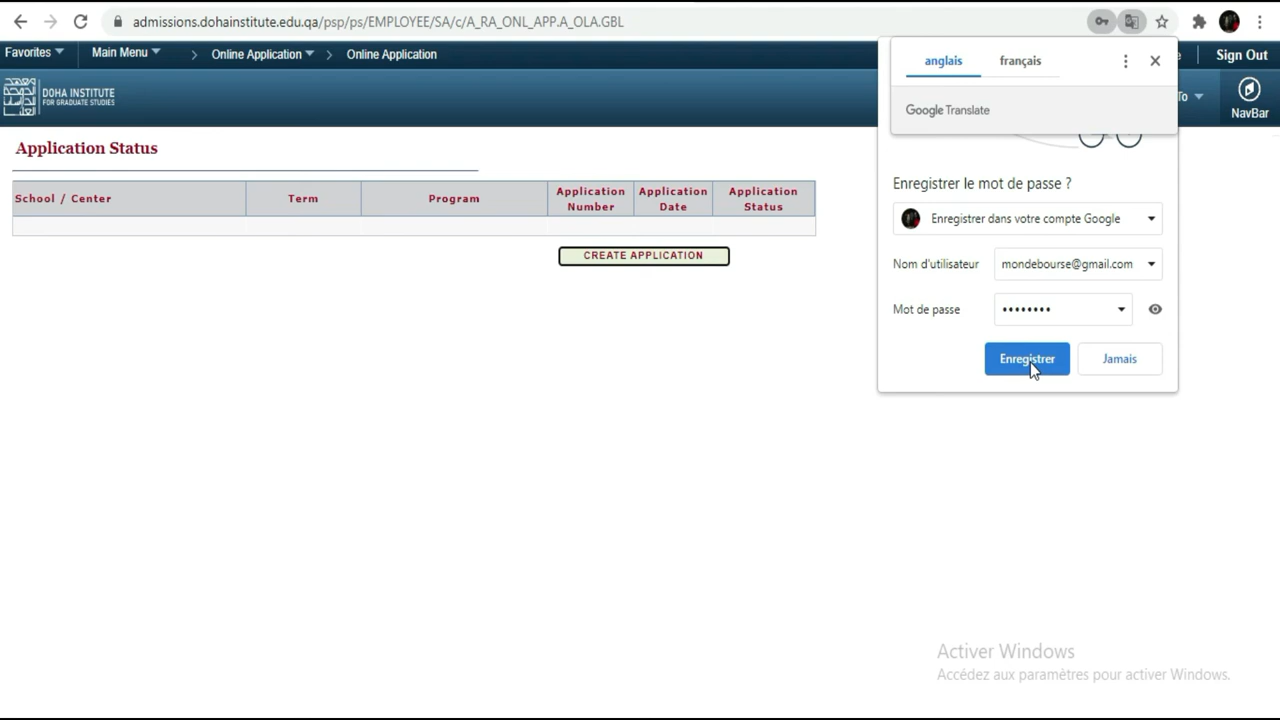 admissions.dohainstitute.edu.qa/psp/ps/EMPLOYEE/SA/c/A_RA_ONL_APP.A_OLA.GBL
Favorites
Main Menu
Online Application
Online Application
Sign Out
DOHA INSTITUTE
FOR GRADUATE STUDIES
To
NavBar
anglais français
Google Translate
Application Status
School / Center
Term
Program
Application Number
Application Date
Application Status
CREATE APPLICATION
Enregistrer le mot de passe ?
Enregistrer dans votre compte Google
Nom d'utilisateur mondebourse@gmail.com
Mot de passe ••••••••
Enregistrer Jamais
Activer Windows
Accédez aux paramètres pour activer Windows.